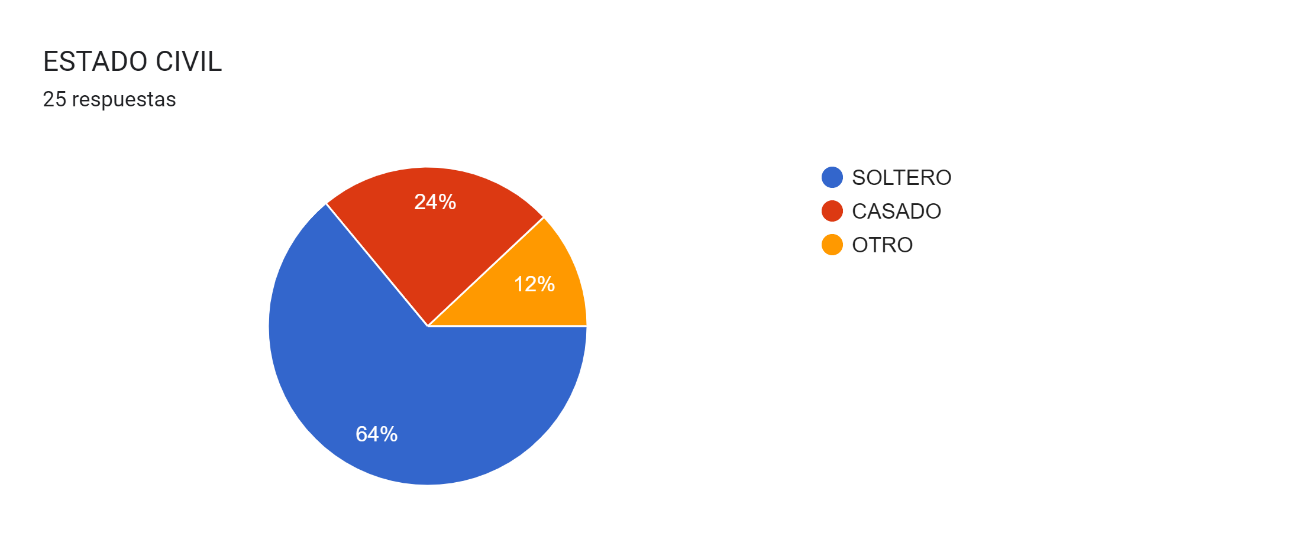 ESTADO CIVIL
25 respuestas
24%
12%
64%
SOLTERO
CASADO
OTRO